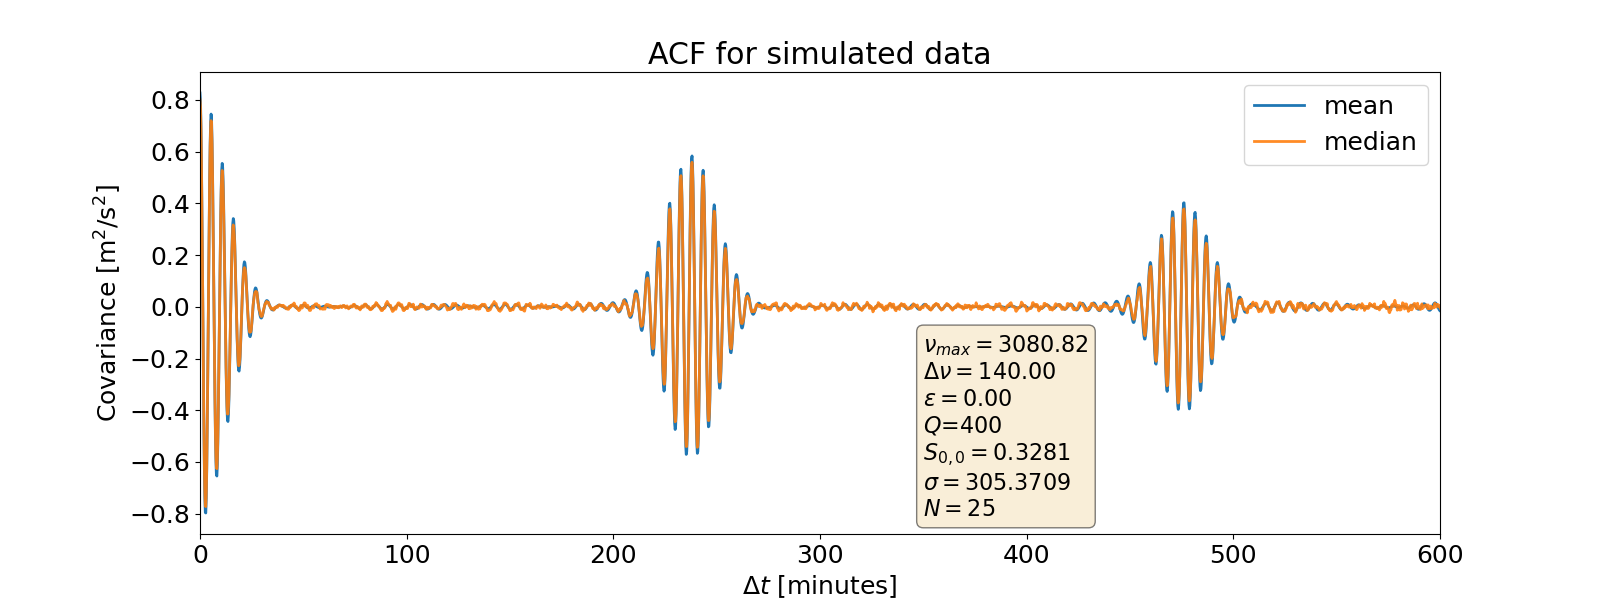 ACF for simulated data
mean
median
Covariance [m²/s²]
0.8
0.6
0.4
0.2
0.0
−0.2
−0.4
−0.6
−0.8
ν_max = 3080.82
Δν = 140.00
ε = 0.00
Q=400
S_0,0 = 0.3281
σ = 305.3709
N = 25
0 100 200 300 400 500 600
Δt [minutes]